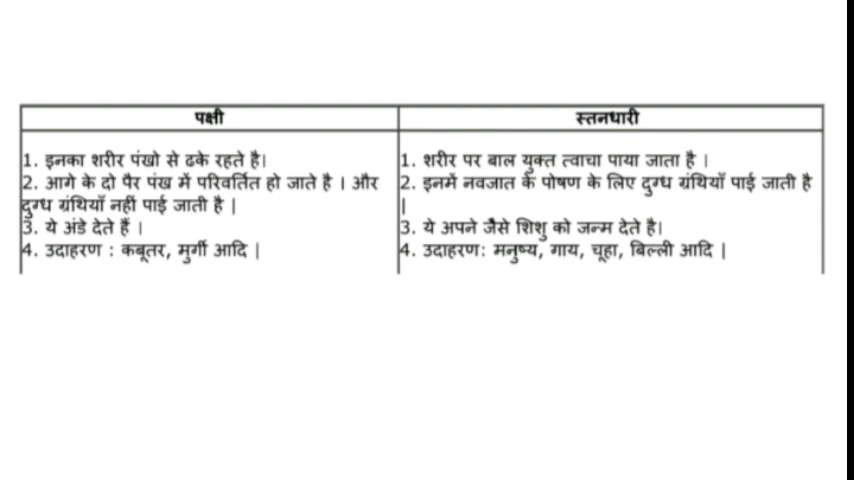 पक्षी
स्तनधारी
1. इनका शरीर पंखो से ढके रहते है।
2. आगे के दो पैर पंख में परिवर्तित हो जाते है । और
दुग्ध ग्रंथियाँ नहीं पाई जाती है |
3. ये अंडे देते हैं ।
4. उदाहरण : कबूतर, मुर्गी आदि |
1. शरीर पर बाल युक्त त्वाचा पाया जाता है ।
2. इनमें नवजात के पोषण के लिए दुग्ध ग्रंथियाँ पाई जाती है
|
3. ये अपने जैसे शिशु को जन्म देते है।
4. उदाहरण: मनुष्य, गाय, चूहा, बिल्ली आदि |